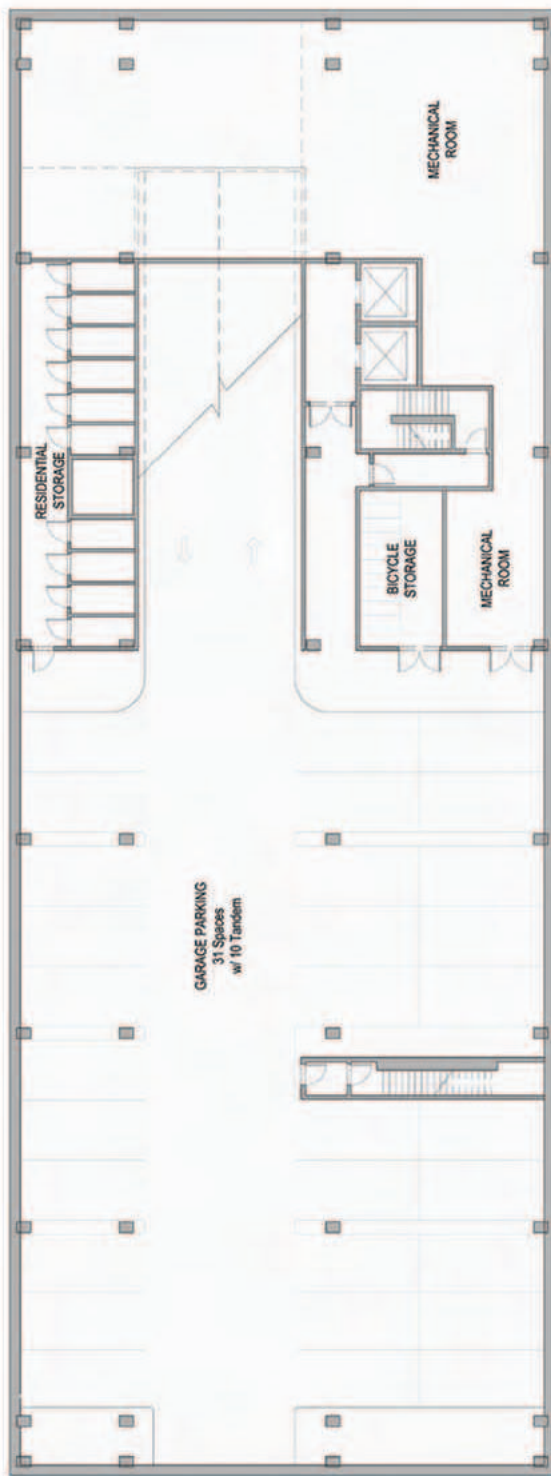 RESIDENTIAL
STORAGE
GARAGE PARKING
31 Spaces
w/ 10 Tandem
BICYCLE
STORAGE
MECHANICAL
ROOM
MECHANICAL
ROOM